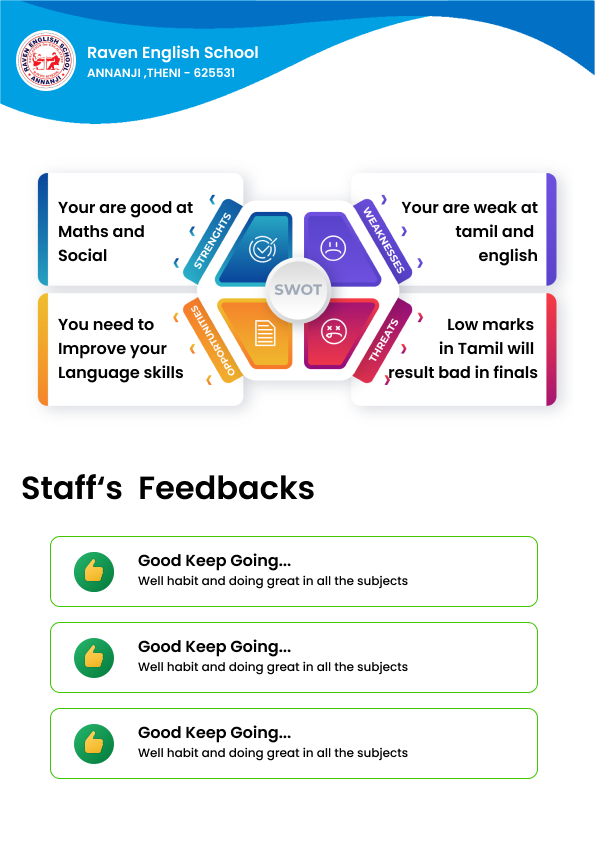 RAVEN ENGLISH SCHOOL
ANNANJI
Raven English School
ANNANJI ,THENI - 625531
Your are good at
Maths and
Social
STRENGHTS
WEAKNESSES
Your are weak at
tamil and
english
SWOT
You need to
Improve your
Language skills
OPPORTUNITIES
THREATS
Low marks
in Tamil will
result bad in finals
Staff‘s Feedbacks
Good Keep Going...
Well habit and doing great in all the subjects
Good Keep Going...
Well habit and doing great in all the subjects
Good Keep Going...
Well habit and doing great in all the subjects